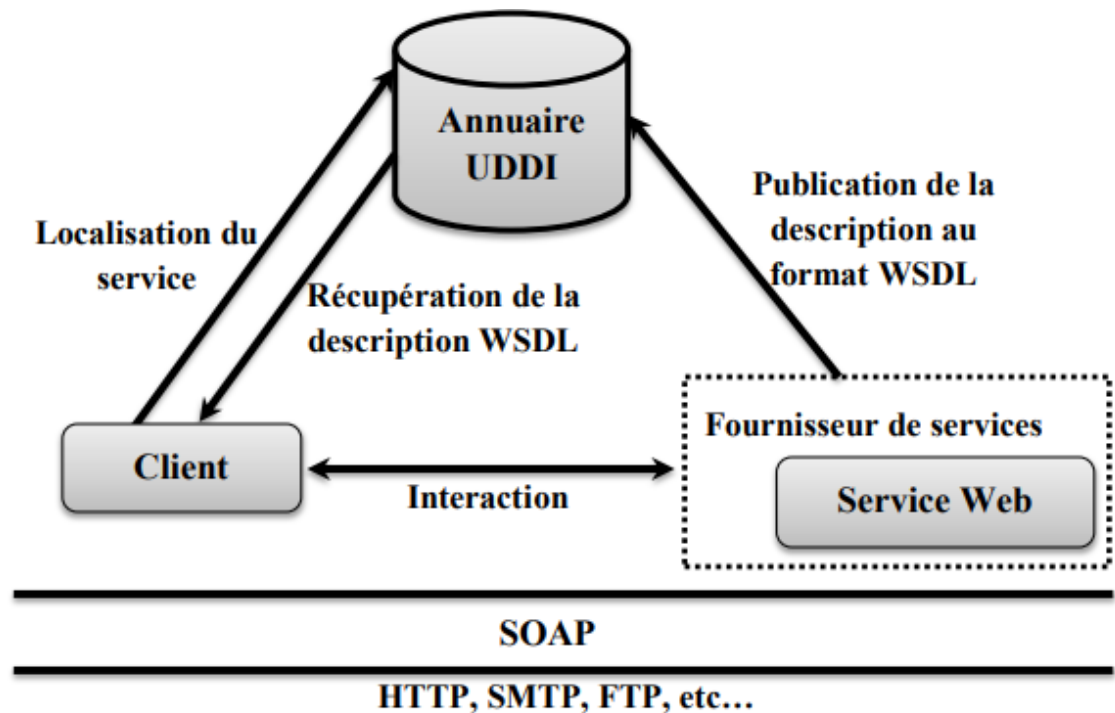 Annuaire
UDDI
Localisation du
service
Récupération de la
description WSDL
Publication de la
description au
format WSDL
Client
Interaction
Fournisseur de services
Service Web
SOAP
HTTP, SMTP, FTP, etc…